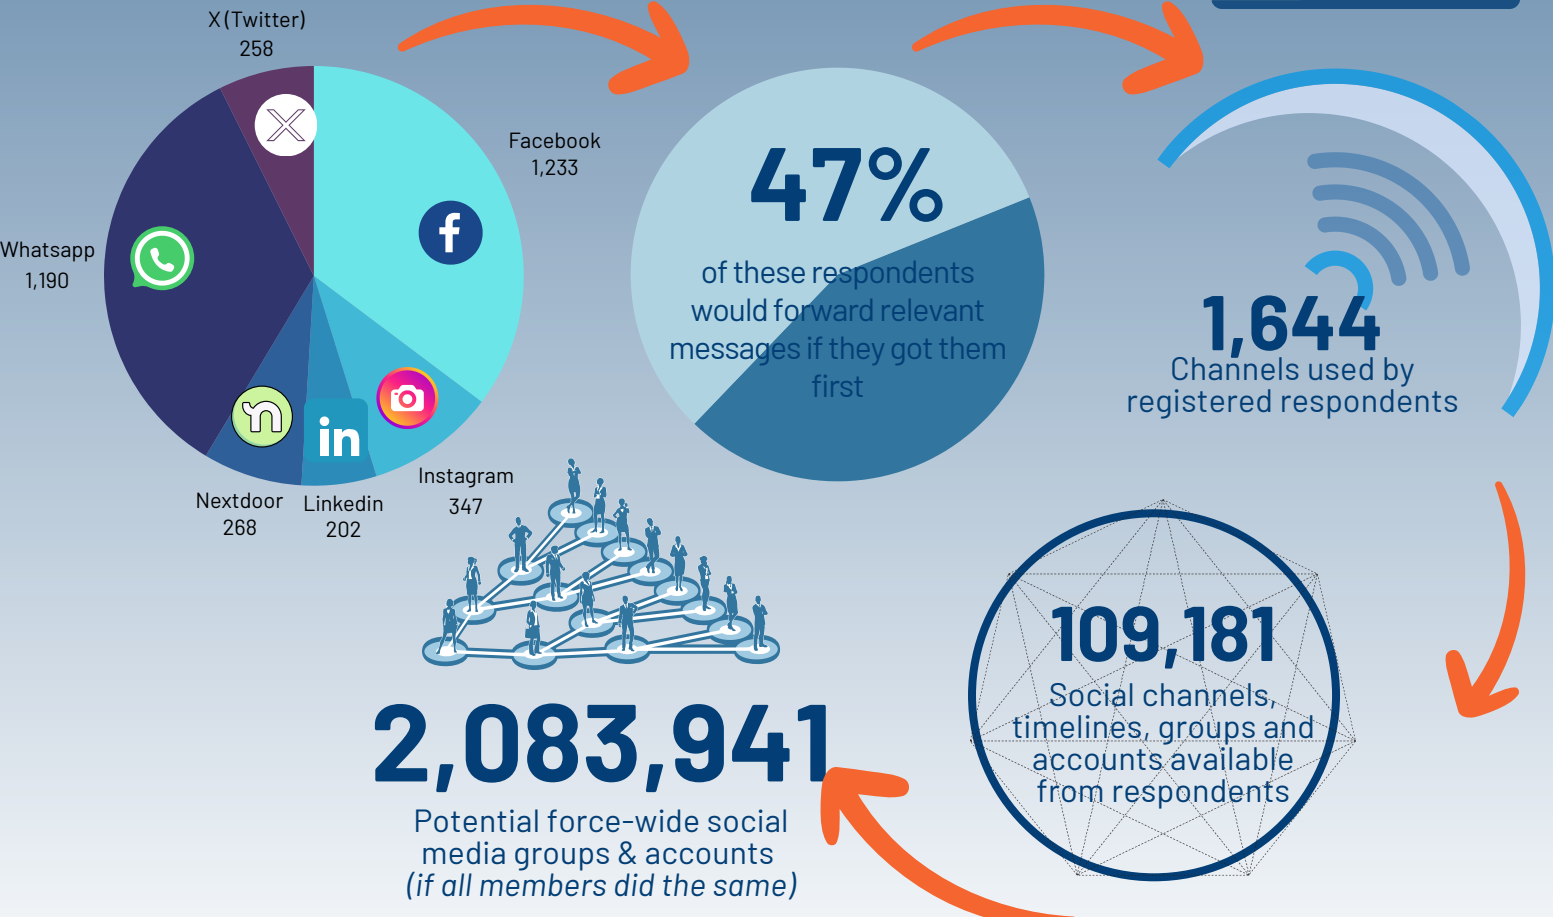 X (Twitter)
258
Facebook
1,233
Whatsapp
1,190
Instagram
347
Nextdoor
268
Linkedin
202
in
47%
of these respondents
would forward relevant
messages if they got them
first
1,644
Channels used by
registered respondents
109,181
Social channels,
timelines, groups and
accounts available
from respondents
2,083,941
Potential force-wide social
media groups & accounts
(if all members did the same)